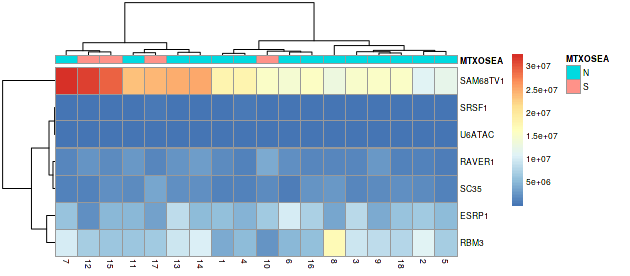 MTXOSEA
SAM68TV1
SRSF1
U6ATAC
RAVER1
SC35
ESRP1
RBM3
7 12 15 11 17 13 14 1 4 10 6 16 8 3 9 18 2 5
3e+07
2.5e+07
2e+07
1.5e+07
1e+07
5e+06
MTXOSEA
N
S